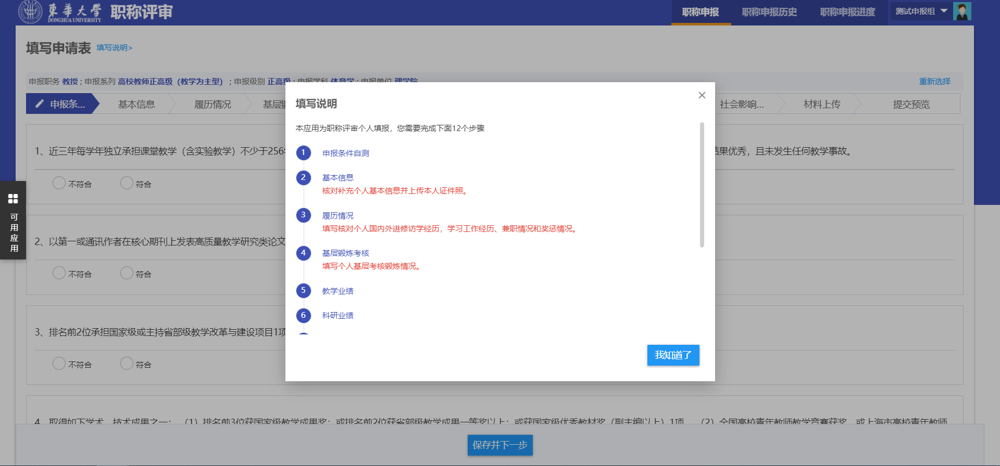 東華大學 職称评审
DONGHUA UNIVERSITY
职称申报
职称申报历史
职称申报进度
测试申报组
填写申请表 填写说明>
申报职务 教授 ; 申报系列 高校教师正高级（教学为主型） ; 申报级别 正高级 ; 申报学科 体育学 ; 申报单位 理学院
重新选择
申报条...
基本信息
履历情况
基层锻
社会影响...
材料上传
提交预览
1、近三年每学年独立承担课堂教学（含实验教学）不少于256
结果优秀，且未发生任何教学事故。
不符合
符合
可用应用
2、以第一或通讯作者在核心期刊上发表高质量教学研究类论文
不符合
符合
3、排名前2位承担国家级或主持省部级教学改革与建设项目1项
不符合
符合
4、取得如下学术、技术成果之一：（1）排名前3位获国家级教学成果奖；或排名前2位获省部级教学成果一等奖以上；或获国家级优秀教材奖（副主编以上）1项。（2）全国高校青年教师教学竞赛获奖，或上海市高校青年教师
保存并下一步
填写说明
本应用为职称评审个人填报，您需要完成下面12个步骤
1 申报条件自测
2 基本信息
核对补充个人基本信息并上传本人证件照。
3 履历情况
填写核对个人国内外进修访学经历，学习工作经历、兼职情况和奖惩情况。
4 基层锻炼考核
填写个人基层考核锻炼情况。
5 教学业绩
6 科研业绩
我知道了